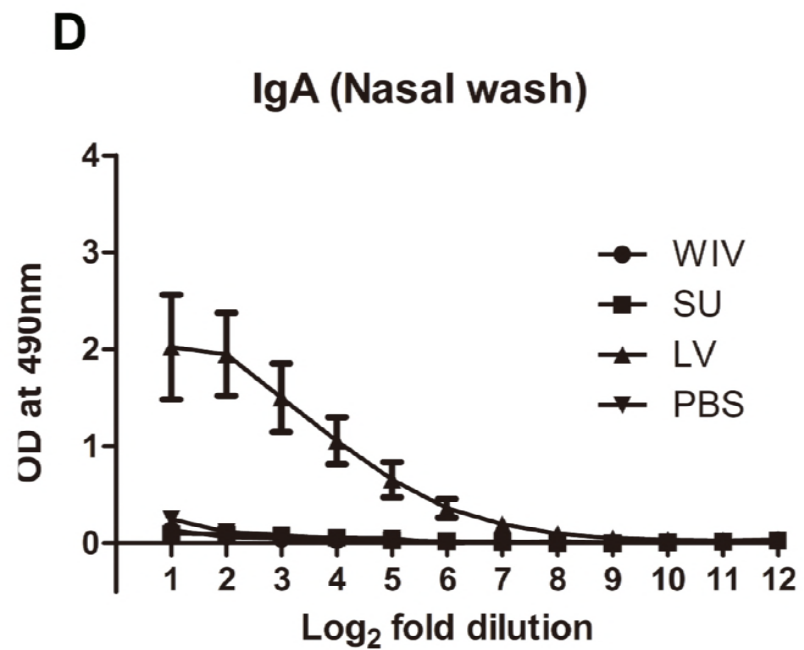 D
IgA (Nasal wash)
OD at 490nm
4
3
2
1
0
WIV
SU
LV
PBS
1 2 3 4 5 6 7 8 9 10 11 12
Log₂ fold dilution